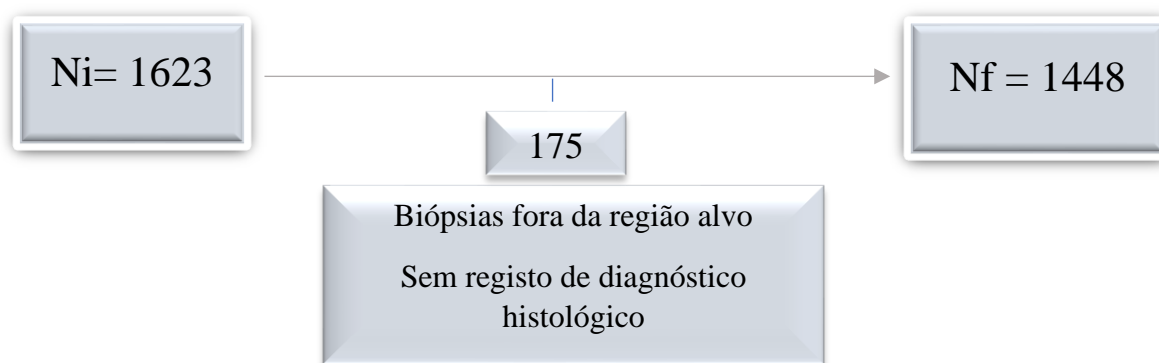 Ni= 1623
Nf = 1448
175
Biópsias fora da região alvo
Sem registo de diagnóstico
histológico